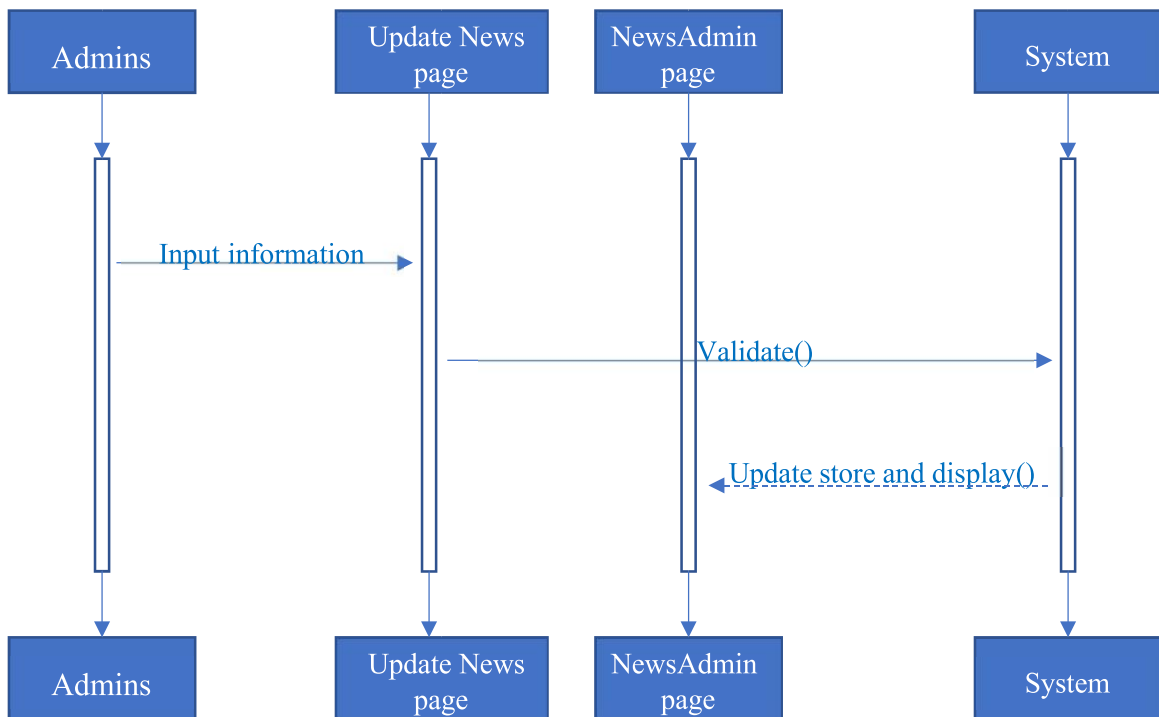 Admins
Update News
page
NewsAdmin
page
System
Input information
Validate()
Update store and display()
Admins
Update News
page
NewsAdmin
page
System